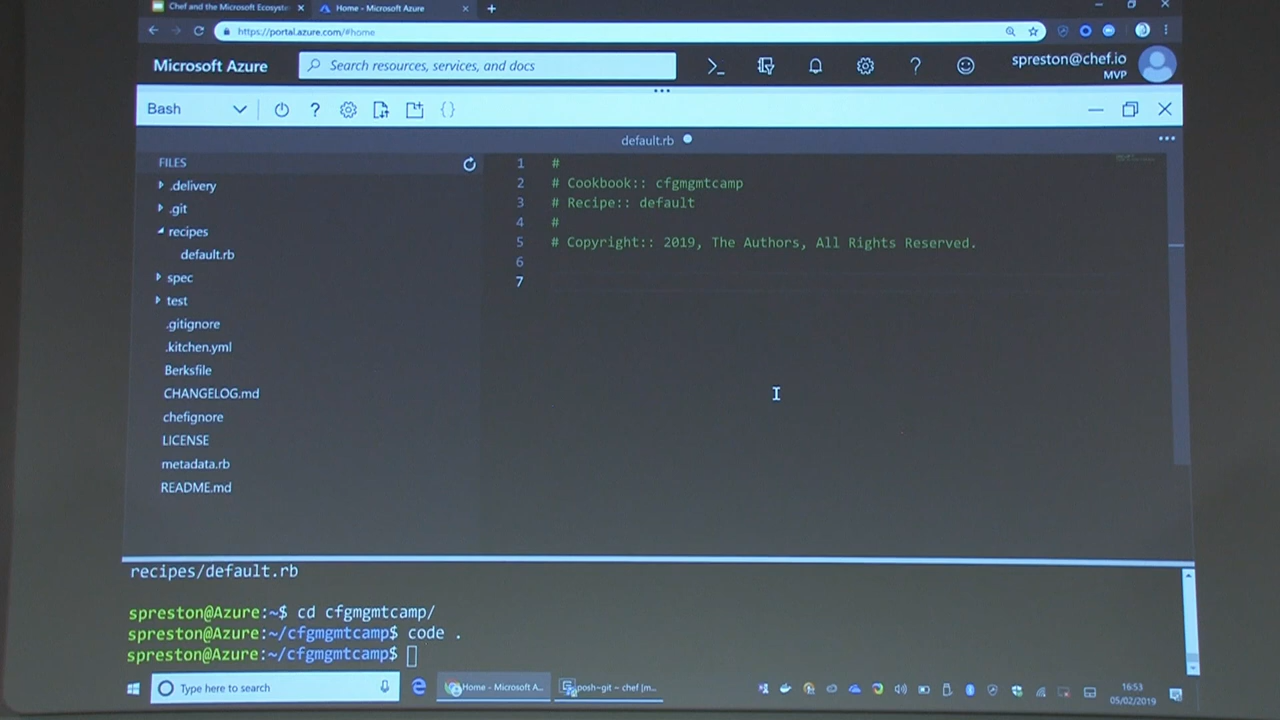 Chef and the Microsoft Ecosyste
Home - Microsoft Azure
https://portal.azure.com/#home
Microsoft Azure
Search resources, services, and docs
spreston@chef.io
MVP
Bash
default.rb
FILES
.delivery
.git
recipes
default.rb
spec
test
.gitignore
.kitchen.yml
Berksfile
CHANGELOG.md
chefignore
LICENSE
metadata.rb
README.md
1 #
2 # Cookbook:: cfgmgmtcamp
3 # Recipe:: default
4 #
5 # Copyright:: 2019, The Authors, All Rights Reserved.
6
7
recipes/default.rb
spreston@Azure:~$ cd cfgmgmtcamp/
spreston@Azure:~/cfgmgmtcamp$ code .
spreston@Azure:~/cfgmgmtcamp$
Type here to search
Home - Microsoft A...
posh~git ~ chef [m...
16:53
05/02/2019